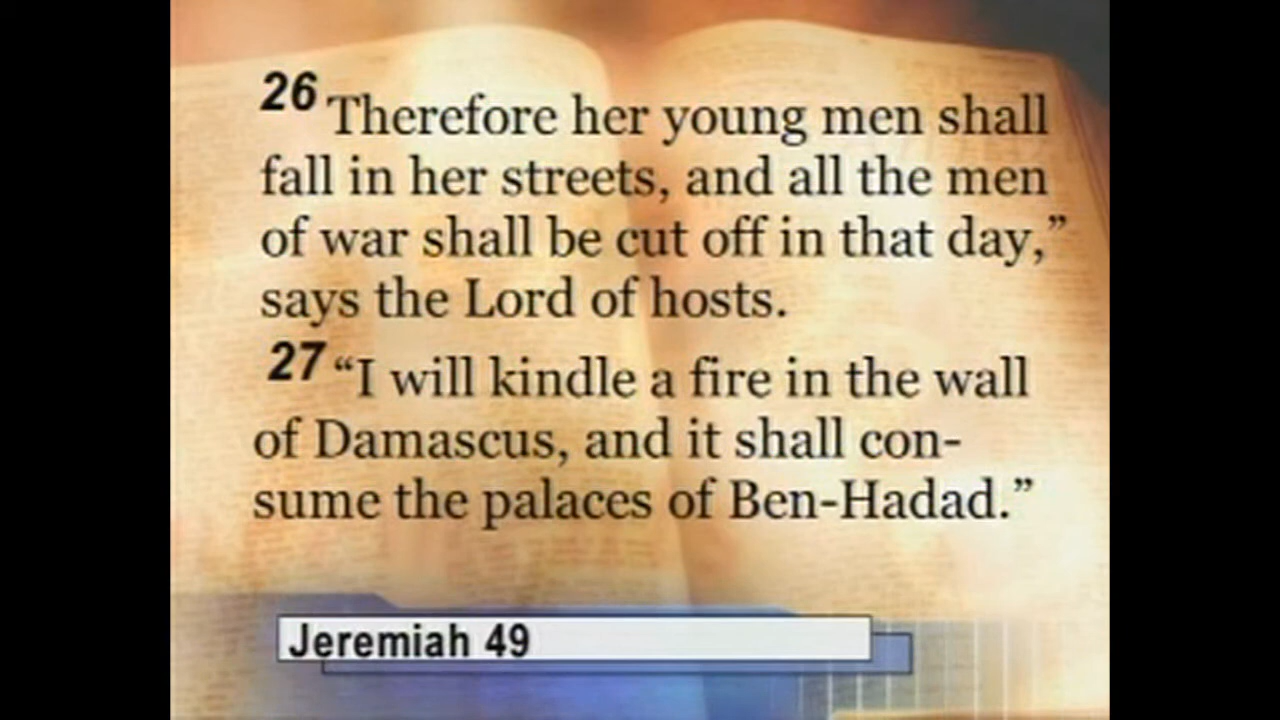 26 Therefore her young men shall
fall in her streets, and all the men
of war shall be cut off in that day,”
says the Lord of hosts.
27 “I will kindle a fire in the wall
of Damascus, and it shall con-
sume the palaces of Ben-Hadad.”
Jeremiah 49